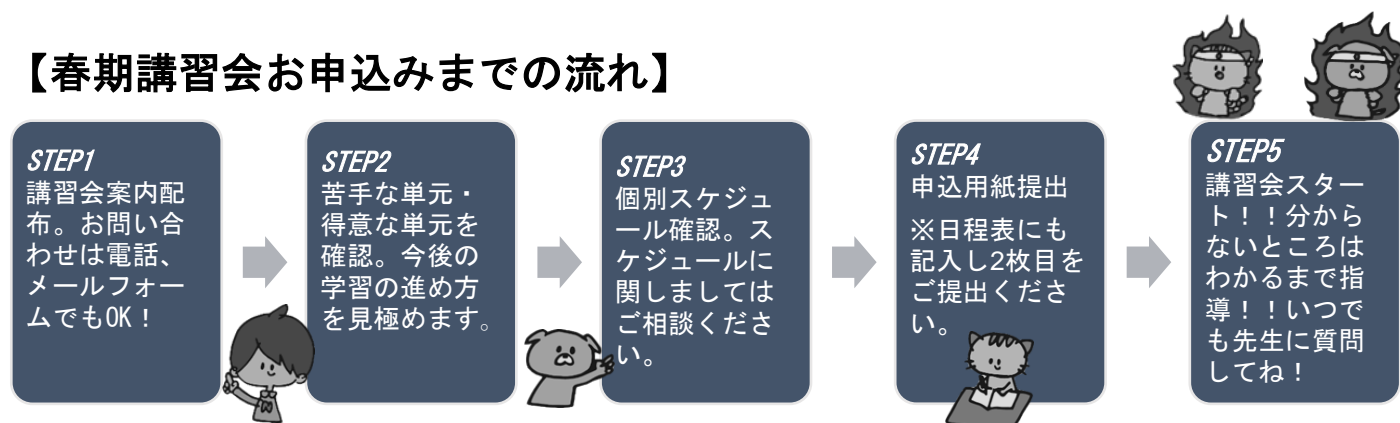 【春期講習会お申込みまでの流れ】
STEP1
講習会案内配
布。お問い合
わせは電話、
メールフォー
ムでもOK！
STEP2
苦手な単元・
得意な単元を
確認。今後の
学習の進め方
を見極めます。
STEP3
個別スケジュ
ール確認。ス
ケジュールに
関しましては
ご相談くださ
い。
STEP4
申込用紙提出
※日程表にも
記入し2枚目を
ご提出くださ
い。
STEP5
講習会スター
ト！！分から
ないところは
わかるまで指
導！！いつで
も先生に質問
してね！